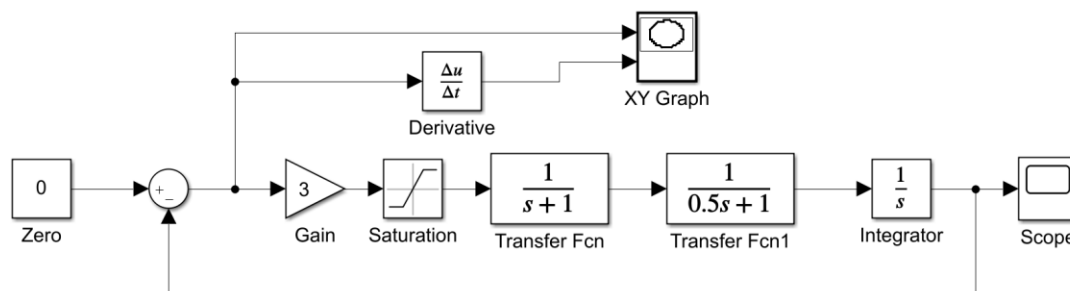 XY Graph
Δu
Δt
Derivative
0
+
−
3
1
s + 1
1
0.5s + 1
1
s
Zero
Gain
Saturation
Transfer Fcn
Transfer Fcn1
Integrator
Scope